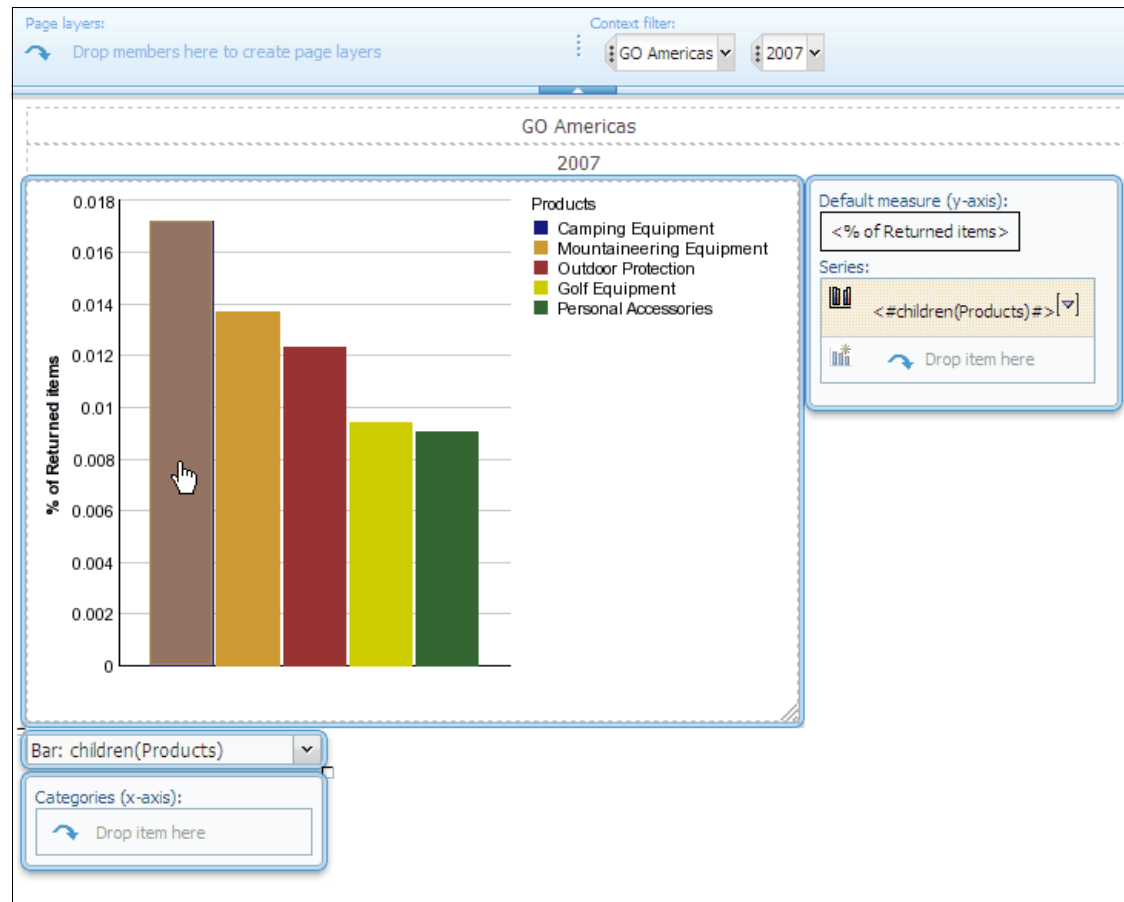 Page layers:
Drop members here to create page layers
Context filter:
GO Americas
2007
GO Americas
2007
0.018
0.016
0.014
0.012
0.01
0.008
0.006
0.004
0.002
0
% of Returned items
Products
Camping Equipment
Mountaineering Equipment
Outdoor Protection
Golf Equipment
Personal Accessories
Default measure (y-axis):
<% of Returned items>
Series:
<#children(Products)#>
Drop item here
Bar: children(Products)
Categories (x-axis):
Drop item here